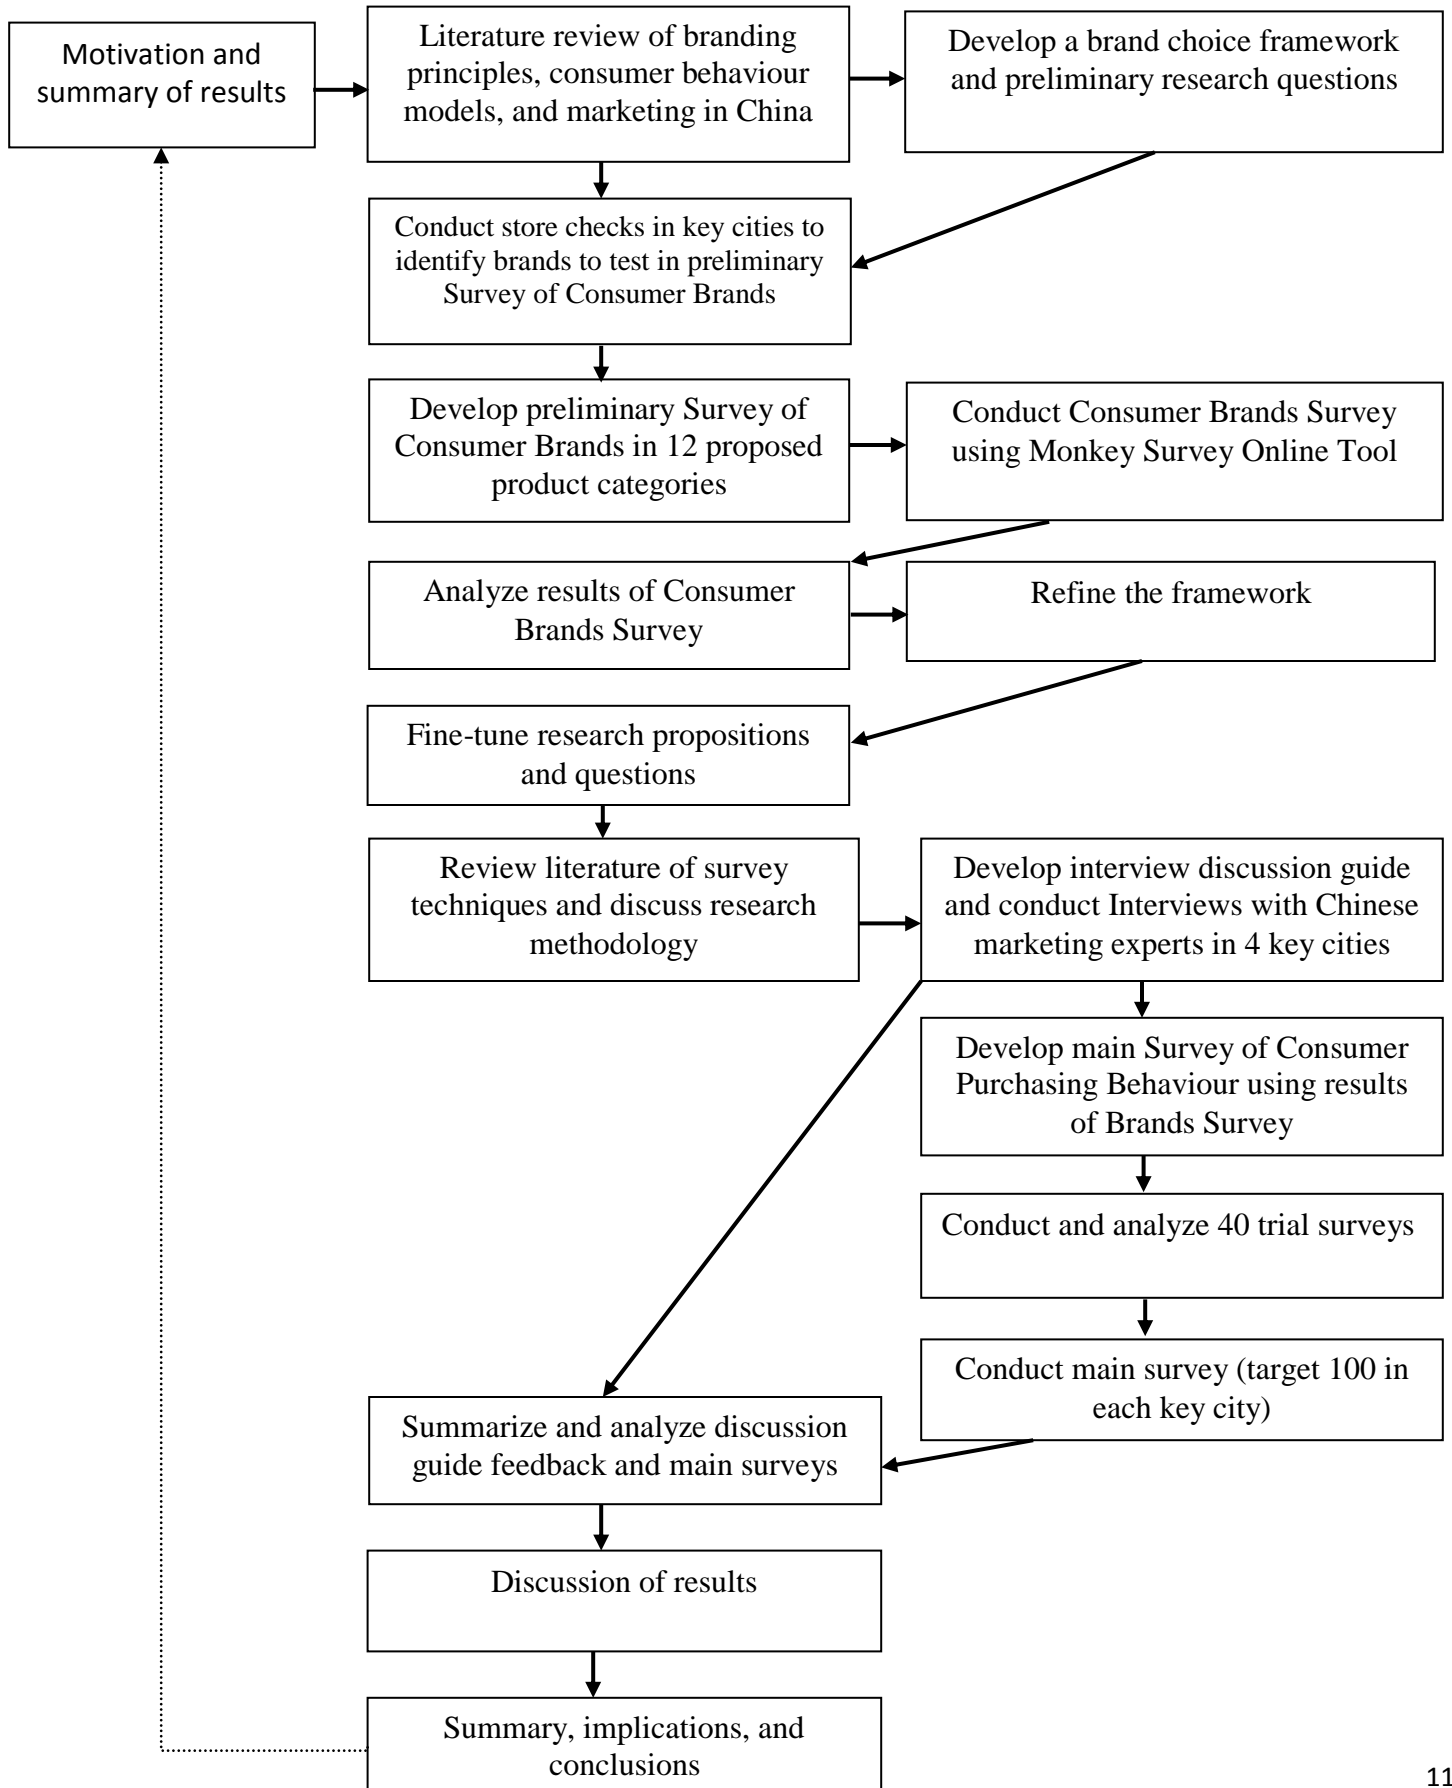 Motivation and
summary of results
Literature review of branding
principles, consumer behaviour
models, and marketing in China
Develop a brand choice framework
and preliminary research questions
Conduct store checks in key cities to
identify brands to test in preliminary
Survey of Consumer Brands
Develop preliminary Survey of
Consumer Brands in 12 proposed
product categories
Conduct Consumer Brands Survey
using Monkey Survey Online Tool
Analyze results of Consumer
Brands Survey
Refine the framework
Fine-tune research propositions
and questions
Review literature of survey
techniques and discuss research
methodology
Develop interview discussion guide
and conduct Interviews with Chinese
marketing experts in 4 key cities
Develop main Survey of Consumer
Purchasing Behaviour using results
of Brands Survey
Conduct and analyze 40 trial surveys
Conduct main survey (target 100 in
each key city)
Summarize and analyze discussion
guide feedback and main surveys
Discussion of results
Summary, implications, and
conclusions
11